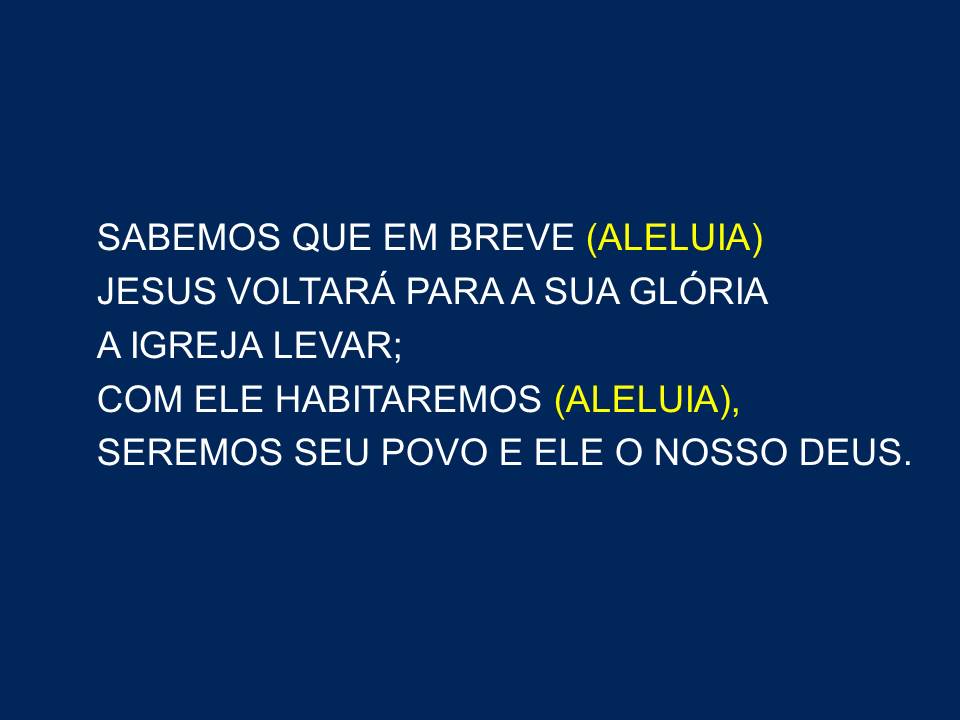 SABEMOS QUE EM BREVE (ALELUIA)
JESUS VOLTARÁ PARA A SUA GLÓRIA
A IGREJA LEVAR;
COM ELE HABITAREMOS (ALELUIA),
SEREMOS SEU POVO E ELE O NOSSO DEUS.